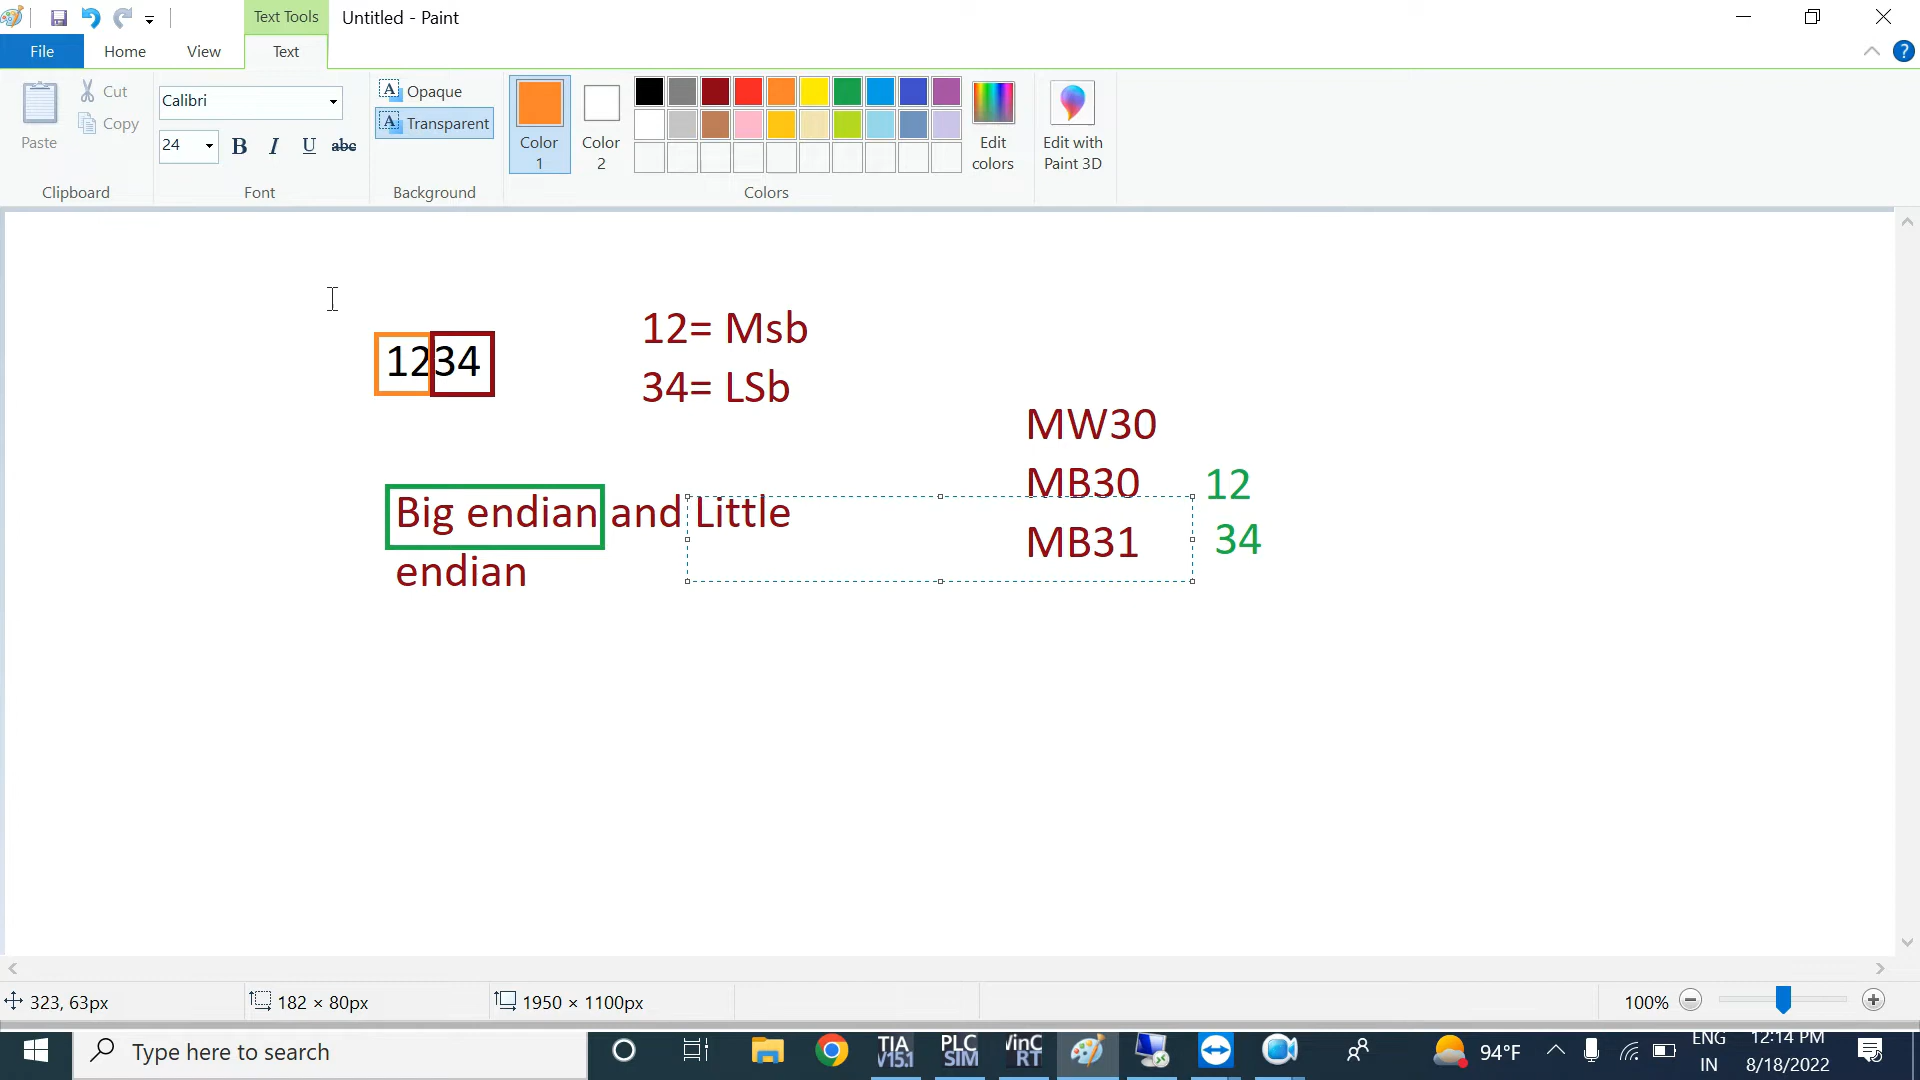 Text Tools
Untitled - Paint
File
Home
View
Text
Paste
Cut
Copy
Clipboard
Calibri
24
B I U abc
Font
Opaque
Transparent
Background
Color 1
Color 2
Edit colors
Colors
Edit with Paint 3D
1234
12= Msb
34= LSb
MW30
MB30 12
MB31 34
Big endian and Little
endian
323, 63px
182 × 80px
1950 × 1100px
100%
Type here to search
TIA V15.1
PLC SIM
VinC RT
94°F
ENG
IN
12:14 PM
8/18/2022